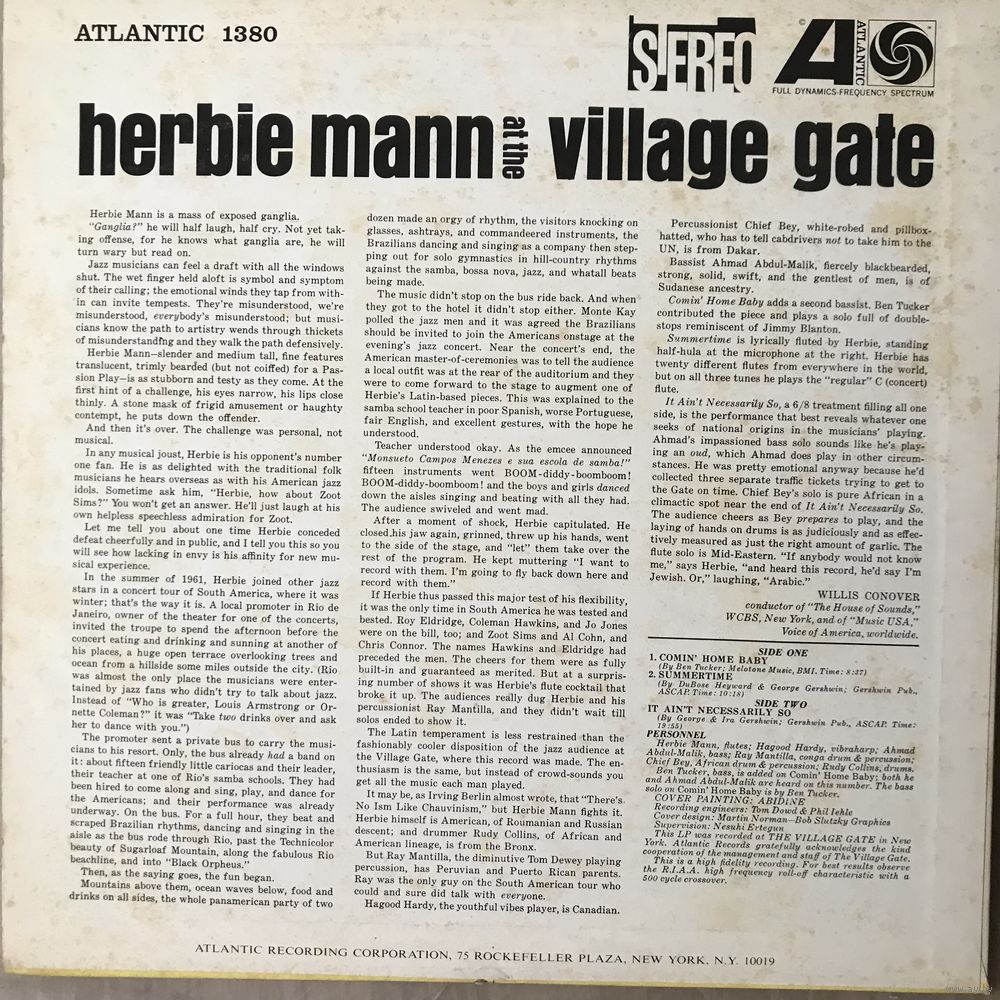 ATLANTIC 1380
STEREO
ATLANTIC
FULL DYNAMICS-FREQUENCY SPECTRUM
herbie mann at the village gate
Herbie Mann is a mass of exposed ganglia.
"Ganglia?" he will half laugh, half cry. Not yet tak-
ing offense, for he knows what ganglia are, he will
turn wary but read on.
Jazz musicians can feel a draft with all the windows
shut. The wet finger held aloft is symbol and symptom
of their calling; the emotional winds they tap from with-
in can invite tempests. They're misunderstood, we're
misunderstood, everybody's misunderstood; but musi-
cians know the path to artistry wends through thickets
of misunderstanding and they walk the path defensively.
Herbie Mann—slender and medium tall, fine features
translucent, trimly bearded (but not coiffed) for a Pas-
sion Play—is as stubborn and testy as they come. At the
first hint of a challenge, his eyes narrow, his lips close
thinly. A stone mask of frigid amusement or haughty
contempt, he puts down the offender.
And then it's over. The challenge was personal, not
musical.
In any musical joust, Herbie is his opponent's number
one fan. He is as delighted with the traditional folk
musicians he hears overseas as with his American jazz
idols. Sometime ask him, "Herbie, how about Zoot
Sims?" You won't get an answer. He'll just laugh at his
own helpless speechless admiration for Zoot.
Let me tell you about one time Herbie conceded
defeat cheerfully and in public, and I tell you this so you
will see how lacking in envy is his affinity for new mu-
sical experience.
In the summer of 1961, Herbie joined other jazz
stars in a concert tour of South America, where it was
winter; that's the way it is. A local promoter in Rio de
Janeiro, owner of the theater for one of the concerts,
invited the troupe to spend the afternoon before the
concert eating and drinking and sunning at another of
his places, a huge open terrace overlooking trees and
ocean from a hillside some miles outside the city. (Rio
was almost the only place the musicians were enter-
tained by jazz fans who didn't try to talk about jazz.
Instead of "Who is greater, Louis Armstrong or Or-
nette Coleman?" it was "Take two drinks over and ask
her to dance with you.")
The promoter sent a private bus to carry the musi-
cians to his resort. Only, the bus already had a band on
it: about fifteen friendly little cariocas and their leader,
their teacher at one of Rio's samba schools. They had
been hired to come along and sing, play, and dance for
the Americans; and their performance was already
underway. On the bus. For a full hour, they beat and
scraped Brazilian rhythms, dancing and singing in the
aisle as the bus rode through Rio, past the Technicolor
beauty of Sugarloaf Mountain, along the fabulous Rio
beachline, and into "Black Orpheus."
Then, as the saying goes, the fun began.
Mountains above them, ocean waves below, food and
drinks on all sides, the whole panamerican party of two
dozen made an orgy of rhythm, the visitors knocking on
glasses, ashtrays, and commandeered instruments, the
Brazilians dancing and singing as a company then step-
ping out for solo gymnastics in hill-country rhythms
against the samba, bossa nova, jazz, and whatall beats
being made.
The music didn't stop on the bus ride back. And when
they got to the hotel it didn't stop either. Monte Kay
polled the jazz men and it was agreed the Brazilians
should be invited to join the Americans onstage at the
evening's jazz concert. Near the concert's end, the
American master-of-ceremonies was to tell the audience
a local outfit was at the rear of the auditorium and they
were to come forward to the stage to augment one of
Herbie's Latin-based pieces. This was explained to the
samba school teacher in poor Spanish, worse Portuguese,
fair English, and excellent gestures, with the hope he
understood.
Teacher understood okay. As the emcee announced
"Monsueto Campos Menezes e sua escola de samba!"
fifteen instruments went BOOM-diddy-boomboom!
BOOM-diddy-boomboom! and the boys and girls danced
down the aisles singing and beating with all they had.
The audience swiveled and went mad.
After a moment of shock, Herbie capitulated. He
closed his jaw again, grinned, threw up his hands, went
to the side of the stage, and "let" them take over the
rest of the program. He kept muttering "I want to
record with them. I'm going to fly back down here and
record with them."
If Herbie thus passed this major test of his flexibility,
it was the only time in South America he was tested and
bested. Roy Eldridge, Coleman Hawkins, and Jo Jones
were on the bill, too; and Zoot Sims and Al Cohn, and
Chris Connor. The names Hawkins and Eldridge had
preceded the men. The cheers for them were as fully
built-in and guaranteed as merited. But at a surpris-
ing number of shows it was Herbie's flute cocktail that
broke it up. The audiences really dug Herbie and his
percussionist Ray Mantilla, and they didn't wait till
solos ended to show it.
The Latin temperament is less restrained than the
fashionably cooler disposition of the jazz audience at
the Village Gate, where this record was made. The en-
thusiasm is the same, but instead of crowd-sounds you
get all the music each man played.
It may be, as Irving Berlin almost wrote, that "There's
No Ism Like Chauvinism," but Herbie Mann fights it.
Herbie himself is American, of Roumanian and Russian
descent; and drummer Rudy Collins, of African and
American lineage, is from the Bronx.
But Ray Mantilla, the diminutive Tom Dewey playing
percussion, has Peruvian and Puerto Rican parents.
Ray was the only guy on the South American tour who
could and sure did talk with everyone.
Hagood Hardy, the youthful vibes player, is Canadian.
Percussionist Chief Bey, white-robed and pillbox-
hatted, who has to tell cabdrivers not to take him to the
UN, is from Dakar.
Bassist Ahmad Abdul-Malik, fiercely blackbearded,
strong, solid, swift, and the gentlest of men, is of
Sudanese ancestry.
Comin' Home Baby adds a second bassist. Ben Tucker
contributed the piece and plays a solo full of double-
stops reminiscent of Jimmy Blanton.
Summertime is lyrically fluted by Herbie, standing
half-hula at the microphone at the right. Herbie has
twenty different flutes from everywhere in the world,
but on all three tunes he plays the "regular" C (concert)
flute.
It Ain't Necessarily So, a 6/8 treatment filling all one
side, is the performance that best reveals whatever one
seeks of national origins in the musicians' playing.
Ahmad's impassioned bass solo sounds like he's play-
ing an oud, which Ahmad does play in other circum-
stances. He was pretty emotional anyway because he'd
collected three separate traffic tickets trying to get to
the Gate on time. Chief Bey's solo is pure African in a
climactic spot near the end of It Ain't Necessarily So.
The audience cheers as Bey prepares to play, and the
laying of hands on drums is as judiciously and as effec-
tively measured as just the right amount of garlic. The
flute solo is Mid-Eastern. "If anybody would not know
me," says Herbie, "and heard this record, he'd say I'm
Jewish. Or," laughing, "Arabic."
WILLIS CONOVER
conductor of "The House of Sounds,"
WCBS, New York, and of "Music USA,"
Voice of America, worldwide.
SIDE ONE
1. COMIN' HOME BABY
(By Ben Tucker; Melotone Music, BMI. Time: 8:37)
2. SUMMERTIME
(By DuBose Heyward & George Gershwin; Gershwin Pub.,
ASCAP. Time: 10:18)
SIDE TWO
IT AIN'T NECESSARILY SO
(By George & Ira Gershwin; Gershwin Pub., ASCAP. Time:
19:55)
PERSONNEL
Herbie Mann, flutes; Hagood Hardy, vibraharp; Ahmad
Abdul-Malik, bass; Ray Mantilla, conga drum & percussion;
Chief Bey, African drum & percussion; Rudy Collins, drums.
Ben Tucker, bass, is added on Comin' Home Baby; both he
and Ahmad Abdul-Malik are heard on this number. The bass
solo on Comin' Home Baby is by Ben Tucker.
COVER PAINTING: ABIDINE
Recording engineers: Tom Dowd & Phil Iehle
Cover design: Martin Norman—Bob Slutzky Graphics
Supervision: Nesuhi Ertegun
This LP was recorded at THE VILLAGE GATE in New
York. Atlantic Records gratefully acknowledges the kind
cooperation of the management and staff of The Village Gate.
This is a high fidelity recording. For best results observe
the R.I.A.A. high frequency roll-off characteristic with a
500 cycle crossover.
ATLANTIC RECORDING CORPORATION, 75 ROCKEFELLER PLAZA, NEW YORK, N.Y. 10019